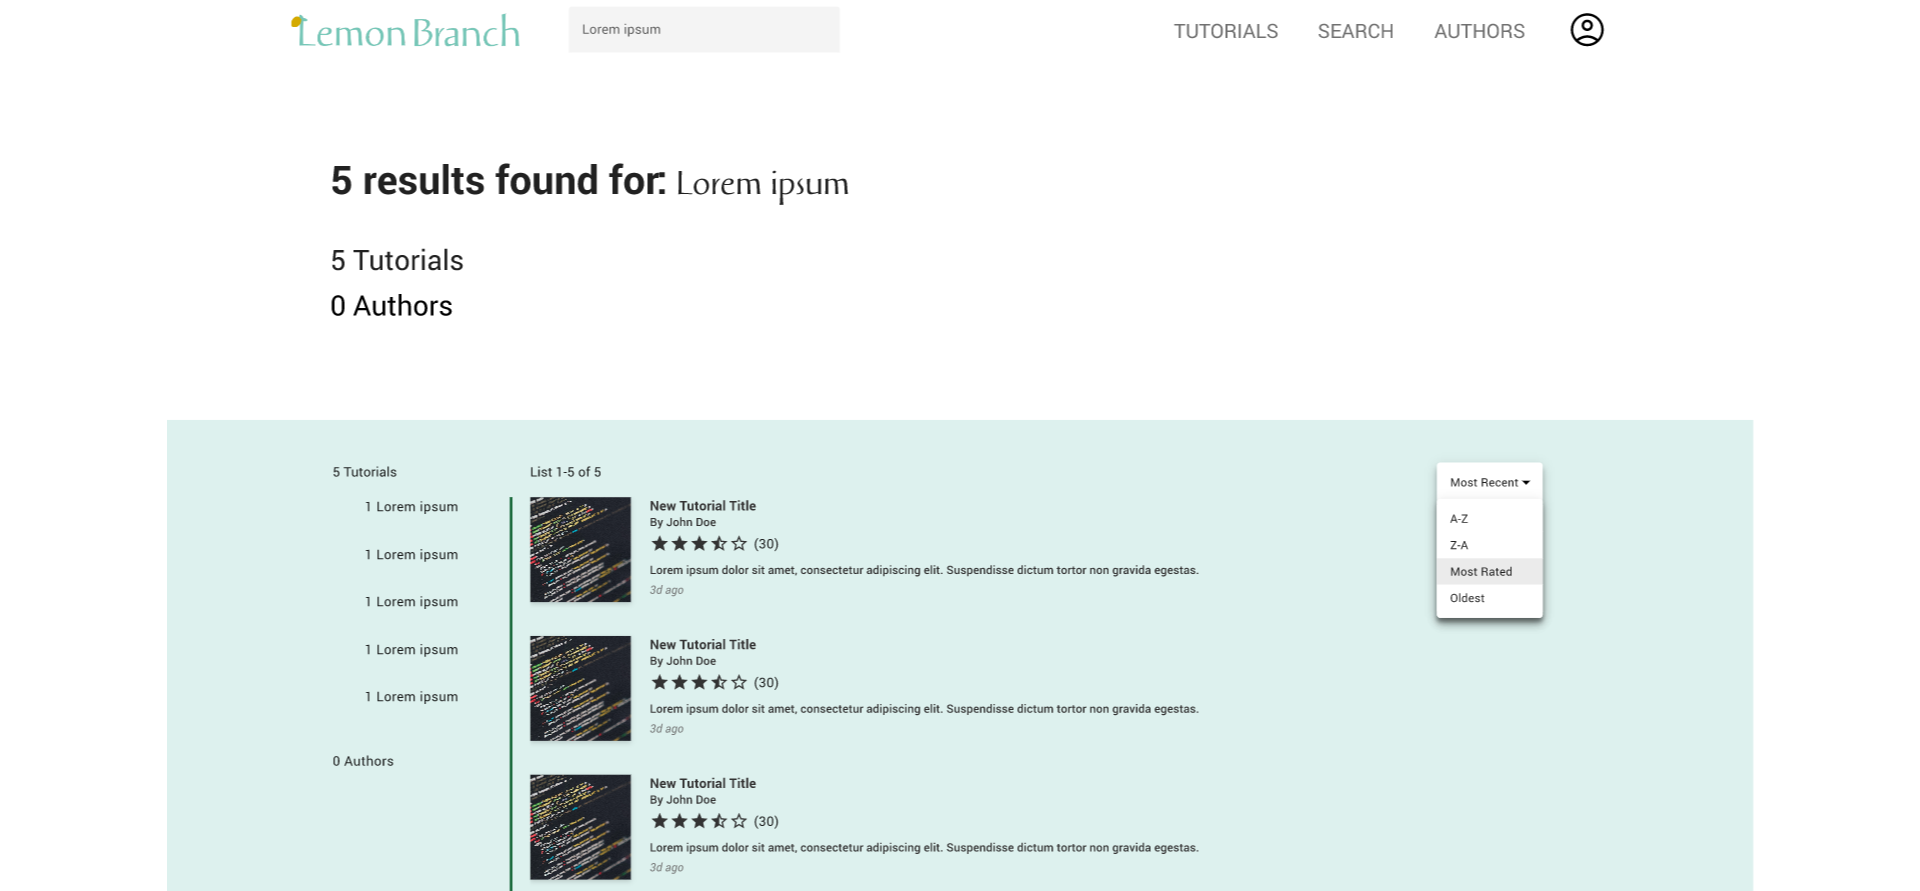 Lemon Branch
Lorem ipsum
TUTORIALS
SEARCH
AUTHORS
5 results found for: Lorem ipsum
5 Tutorials
0 Authors
5 Tutorials
1 Lorem ipsum
1 Lorem ipsum
1 Lorem ipsum
1 Lorem ipsum
1 Lorem ipsum
0 Authors
List 1-5 of 5
New Tutorial Title
By John Doe
(30)
Lorem ipsum dolor sit amet, consectetur adipiscing elit. Suspendisse dictum tortor non gravida egestas.
3d ago
New Tutorial Title
By John Doe
(30)
Lorem ipsum dolor sit amet, consectetur adipiscing elit. Suspendisse dictum tortor non gravida egestas.
3d ago
New Tutorial Title
By John Doe
(30)
Lorem ipsum dolor sit amet, consectetur adipiscing elit. Suspendisse dictum tortor non gravida egestas.
3d ago
Most Recent
A-Z
Z-A
Most Rated
Oldest